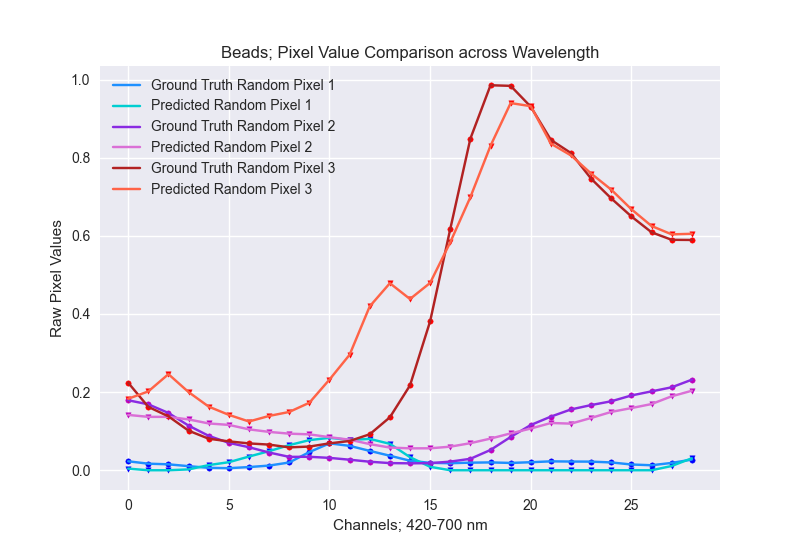 Beads; Pixel Value Comparison across Wavelength
Ground Truth Random Pixel 1
Predicted Random Pixel 1
Ground Truth Random Pixel 2
Predicted Random Pixel 2
Ground Truth Random Pixel 3
Predicted Random Pixel 3
Raw Pixel Values
1.0
0.8
0.6
0.4
0.2
0.0
0 5 10 15 20 25
Channels; 420-700 nm